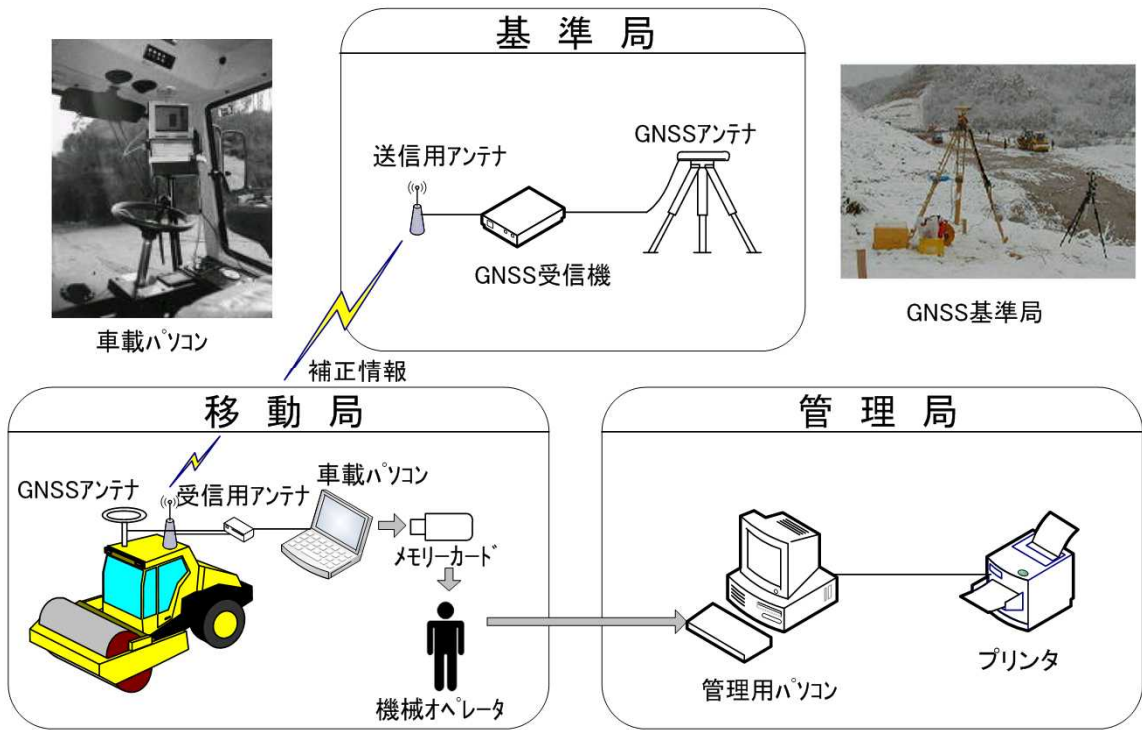 基準局
送信用アンテナ
GNSSアンテナ
GNSS受信機
車載パソコン
GNSS基準局
補正情報
移動局
GNSSアンテナ
受信用アンテナ
車載パソコン
メモリーカード
機械オペレータ
管理局
管理用パソコン
プリンタ